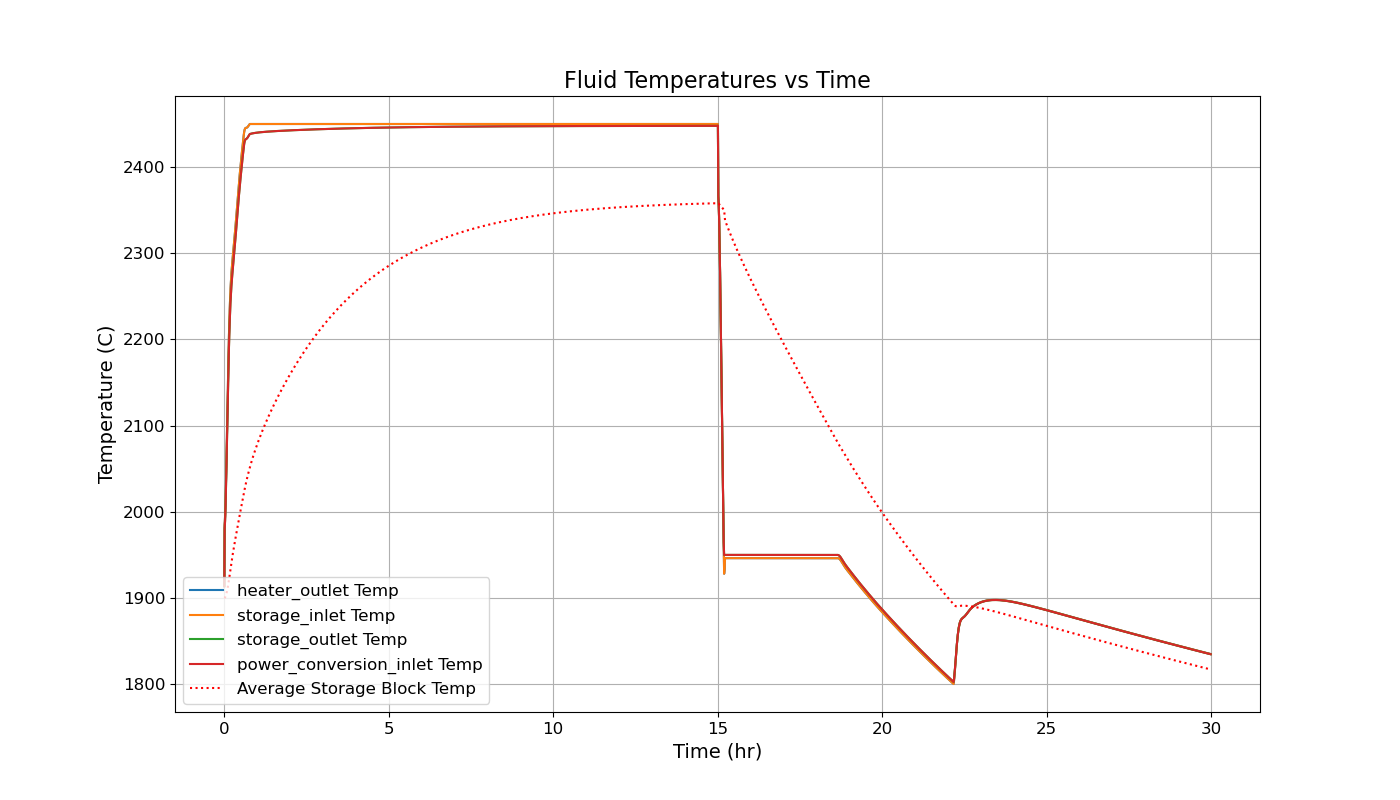 Fluid Temperatures vs Time
Temperature (C)
2400
2300
2200
2100
2000
1900
1800
heater_outlet Temp
storage_inlet Temp
storage_outlet Temp
power_conversion_inlet Temp
Average Storage Block Temp
0 5 10 15 20 25 30
Time (hr)